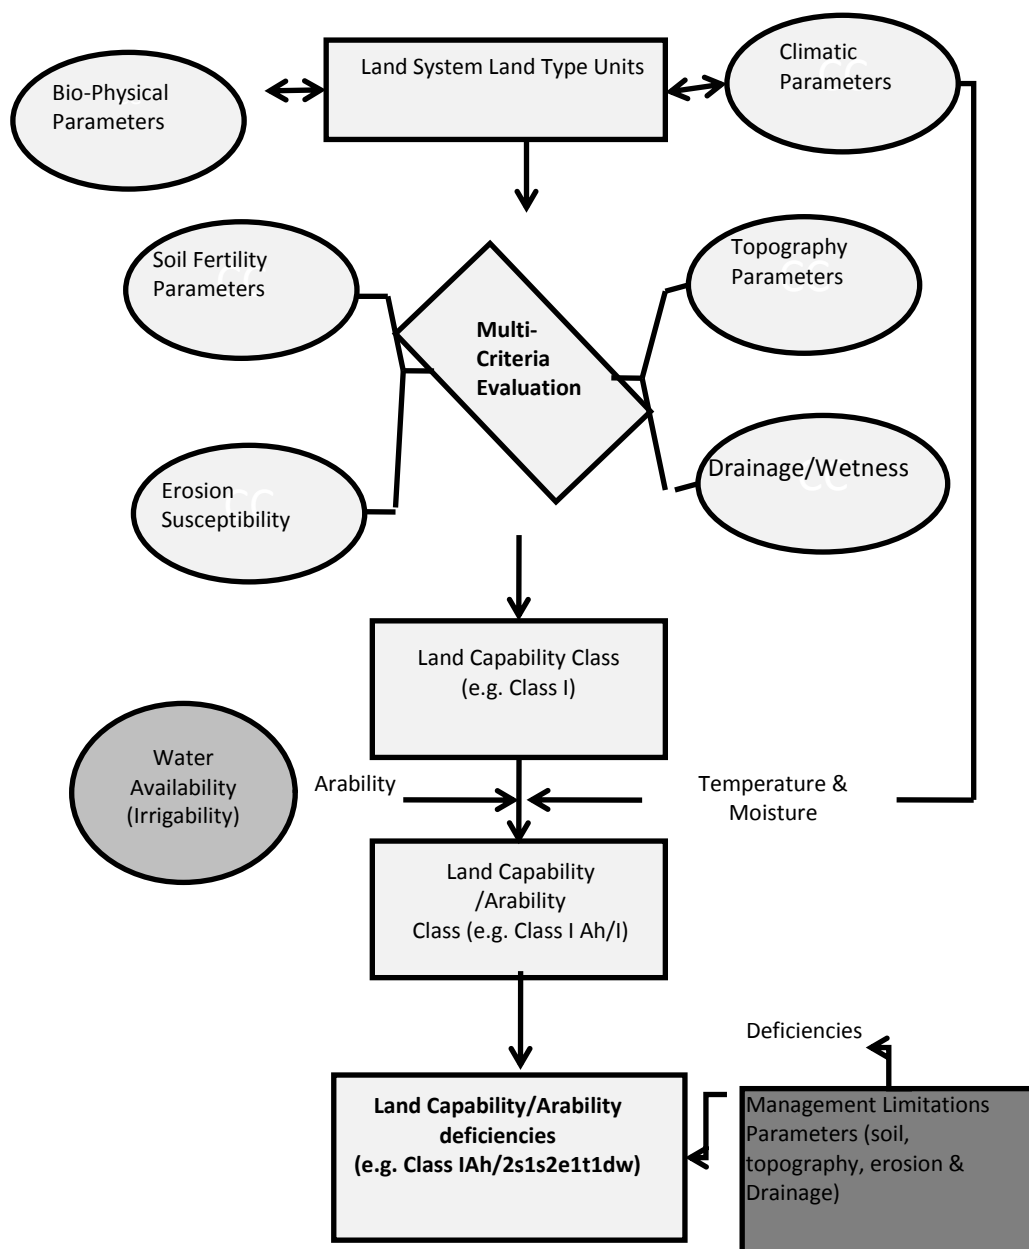 Land System Land Type Units
Climatic
Parameters
Bio-Physical
Parameters
Soil Fertility
Parameters
Topography
Parameters
Multi-
Criteria
Evaluation
Erosion
Susceptibility
Drainage/Wetness
Land Capability Class
(e.g. Class I)
Water
Availability
(Irrigability)
Arability
Temperature &
Moisture
Land Capability
/Arability
Class (e.g. Class I Ah/I)
Deficiencies
Land Capability/Arability
deficiencies
(e.g. Class IAh/2s1s2e1t1dw)
Management Limitations
Parameters (soil,
topography, erosion &
Drainage)